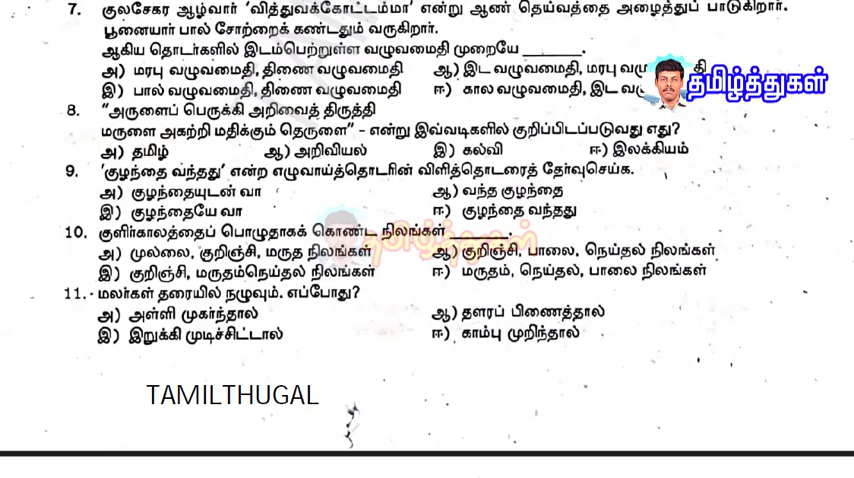 7. குலசேகர ஆழ்வார் 'வித்துவக்கோட்டம்மா' என்று ஆண் தெய்வத்தை அழைத்துப் பாடுகிறார்.
பூனையார் பால் சோற்றைக் கண்டதும் வருகிறார்.
ஆகிய தொடர்களில் இடம்பெற்றுள்ள வழுவமைதி முறையே ______.
அ) மரபு வழுவமைதி, திணை வழுவமைதி ஆ) இட வழுவமைதி, மரபு
இ) பால் வழுவமைதி, திணை வழுவமைதி ஈ) கால வழுவமைதி, இட
தமிழ்த்துகள்
8. "அருளைப் பெருக்கி அறிவைத் திருத்தி
மருளை அகற்றி மதிக்கும் தெருளை" – என்று இவ்வடிகளில் குறிப்பிடப்படுவது எது?
அ) தமிழ் ஆ) அறிவியல் இ) கல்வி ஈ) இலக்கியம்
9. 'குழந்தை வந்தது' என்ற எழுவாய்த்தொடரின் விளித்தொடரைத் தேர்வுசெய்க.
அ) குழந்தையுடன் வா ஆ) வந்த குழந்தை
இ) குழந்தையே வா ஈ) குழந்தை வந்தது
10. குளிர்காலத்தைப் பொழுதாகக் கொண்ட நிலங்கள் ______.
அ) முல்லை, குறிஞ்சி, மருத நிலங்கள் ஆ) குறிஞ்சி, பாலை, நெய்தல் நிலங்கள்
இ) குறிஞ்சி, மருதம்நெய்தல் நிலங்கள் ஈ) மருதம், நெய்தல், பாலை நிலங்கள்
11. மலர்கள் தரையில் நழுவும். எப்போது?
அ) அள்ளி முகர்ந்தால் ஆ) தளரப் பிணைத்தால்
இ) இறுக்கி முடிச்சிட்டால் ஈ) காம்பு முறிந்தால்
TAMILTHUGAL